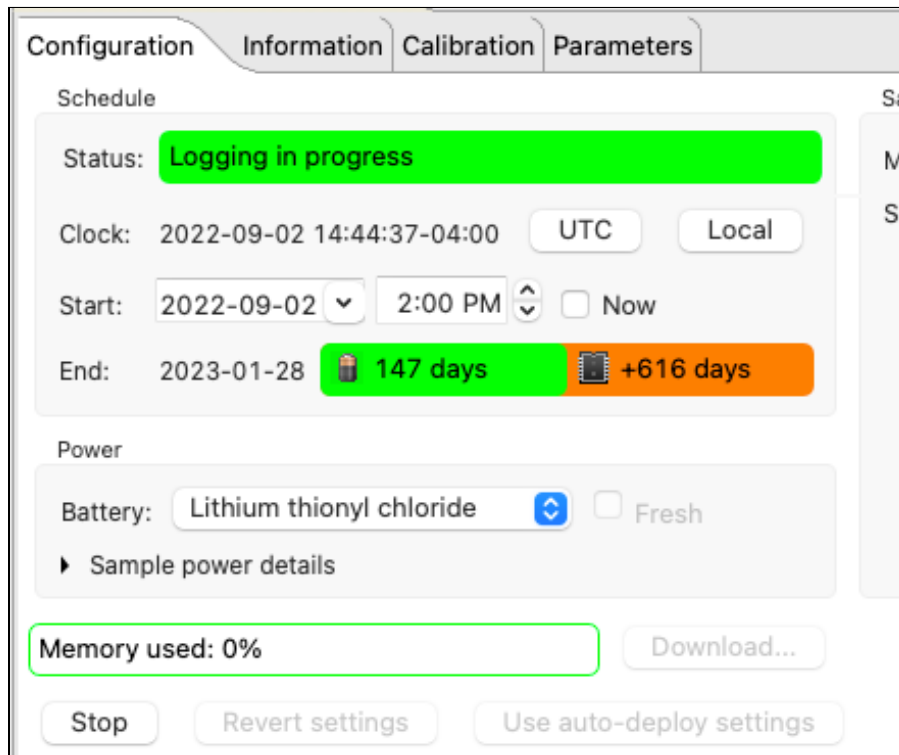 Configuration Information Calibration Parameters
Schedule
Status: Logging in progress
Clock: 2022-09-02 14:44:37-04:00 UTC Local
Start: 2022-09-02 2:00 PM Now
End: 2023-01-28 147 days +616 days
Power
Battery: Lithium thionyl chloride Fresh
Sample power details
Memory used: 0%
Download...
Stop Revert settings Use auto-deploy settings